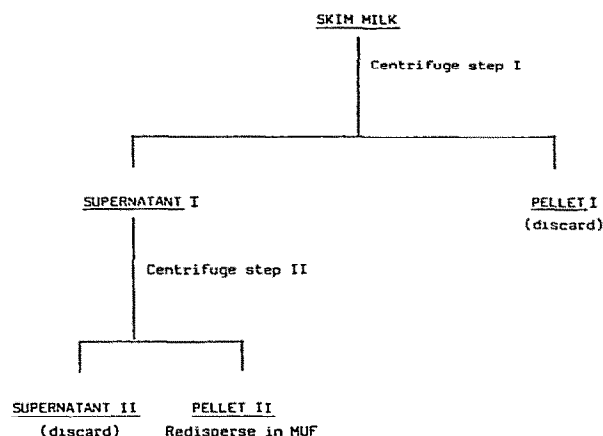 SKIM MILK
Centrifuge step I
SUPERNATANT I
PELLET I
(discard)
Centrifuge step II
SUPERNATANT II
(discard)
PELLET II
Redisperse in MUF